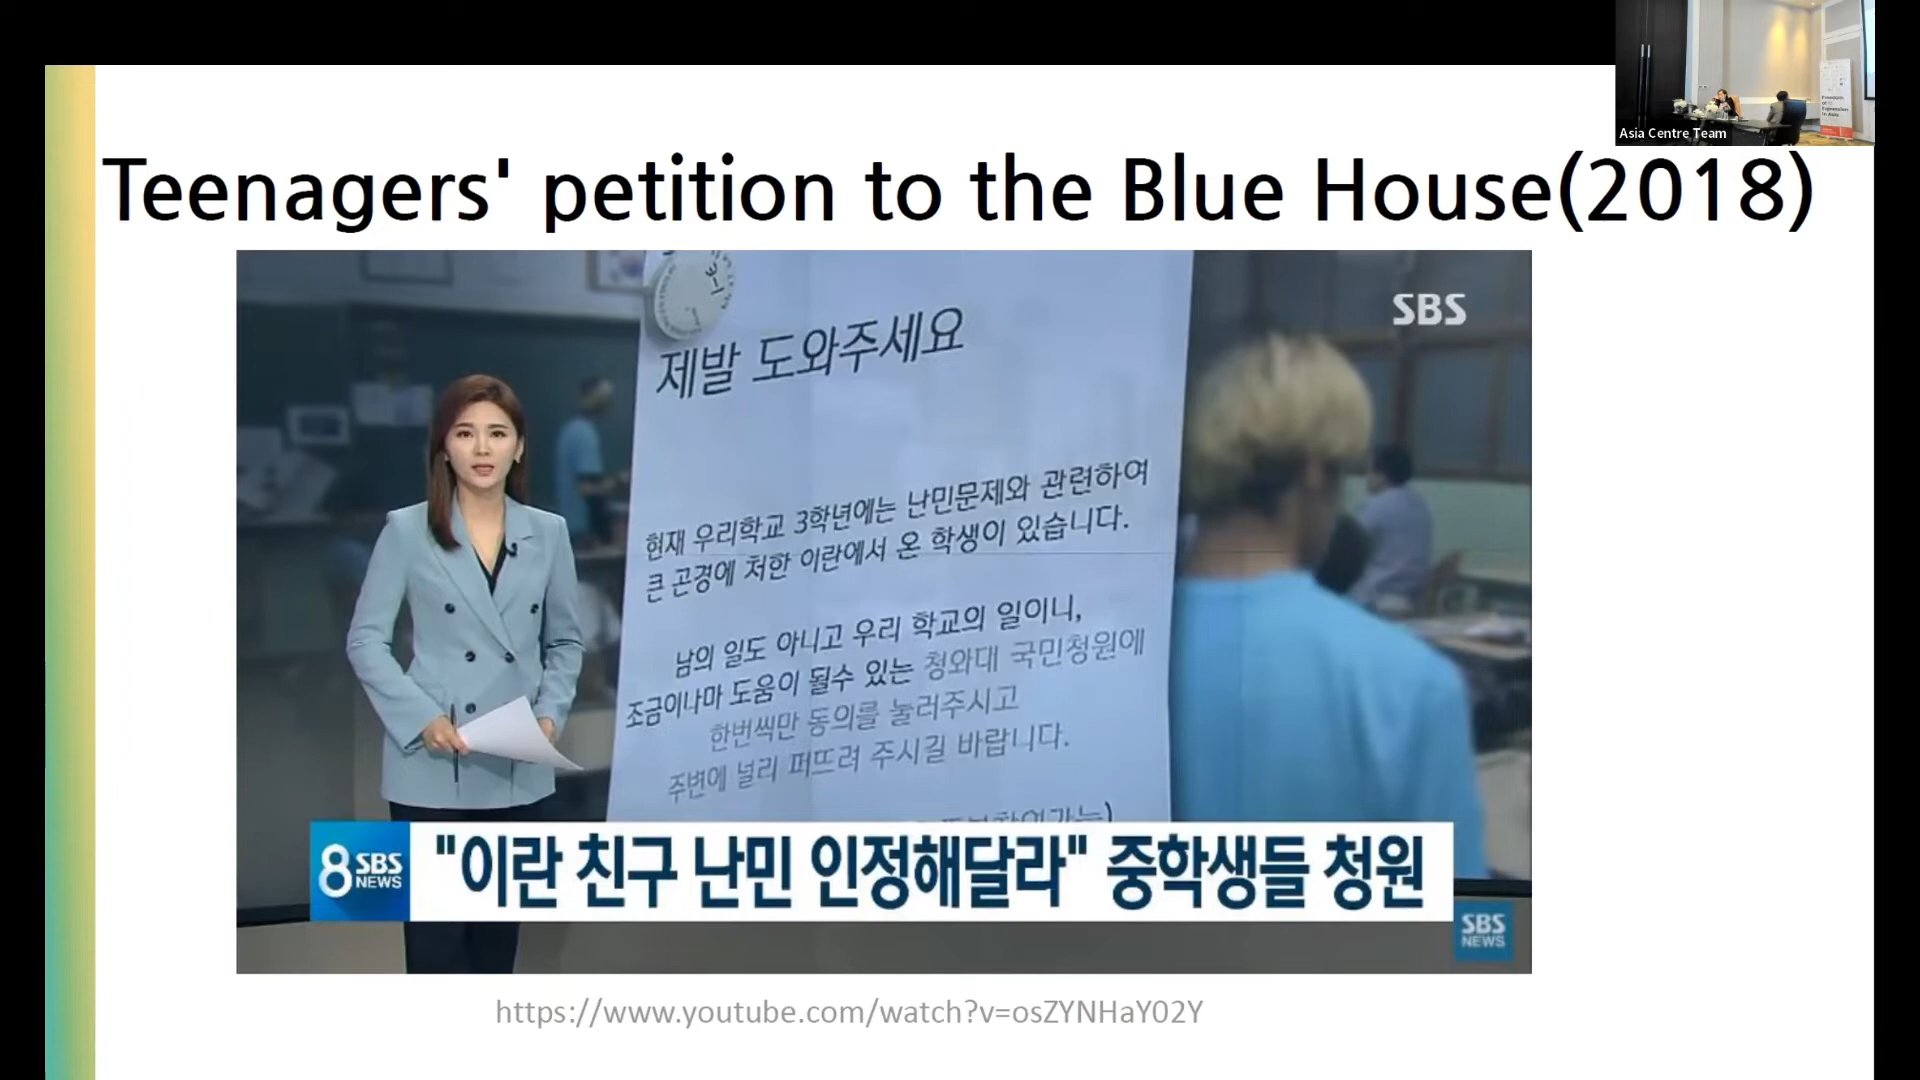 Asia Centre Team
Teenagers' petition to the Blue House(2018)
SBS
제발 도와주세요
현재 우리학교 3학년에는 난민문제와 관련하여
큰 곤경에 처한 이란에서 온 학생이 있습니다.
남의 일도 아니고 우리 학교의 일이니,
조금이나마 도움이 될수 있는 청와대 국민청원에
한번씩만 동의를 눌러주시고
주변에 널리 퍼뜨려 주시길 바랍니다.
8 SBS NEWS
"이란 친구 난민 인정해달라" 중학생들 청원
SBS NEWS
https://www.youtube.com/watch?v=osZYNHaY02Y